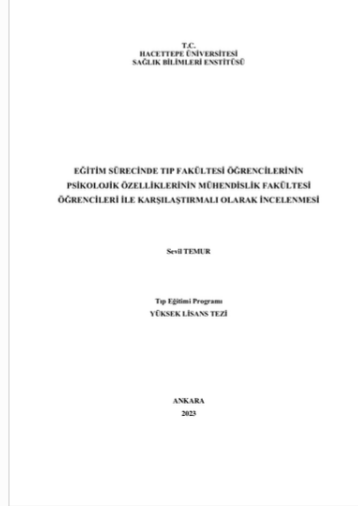 T.C.
HACETTEPE ÜNİVERSİTESİ
SAĞLIK BİLİMLERİ ENSTİTÜSÜ
EĞİTİM SÜRECİNDE TIP FAKÜLTESİ ÖĞRENCİLERİNİN
PSİKOLOJİK ÖZELLİKLERİNİN MÜHENDİSLİK FAKÜLTESİ
ÖĞRENCİLERİ İLE KARŞILAŞTIRMALI OLARAK İNCELENMESİ
Sevil TEMUR
Tıp Eğitimi Programı
YÜKSEK LİSANS TEZİ
ANKARA
2023